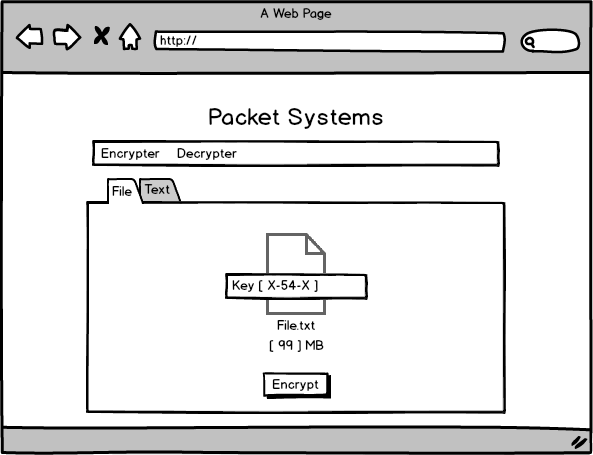 A Web Page
http://
Packet Systems
Encrypter Decrypter
File Text
Key [ X-54-X ]
File.txt
[ 99 ] MB
Encrypt